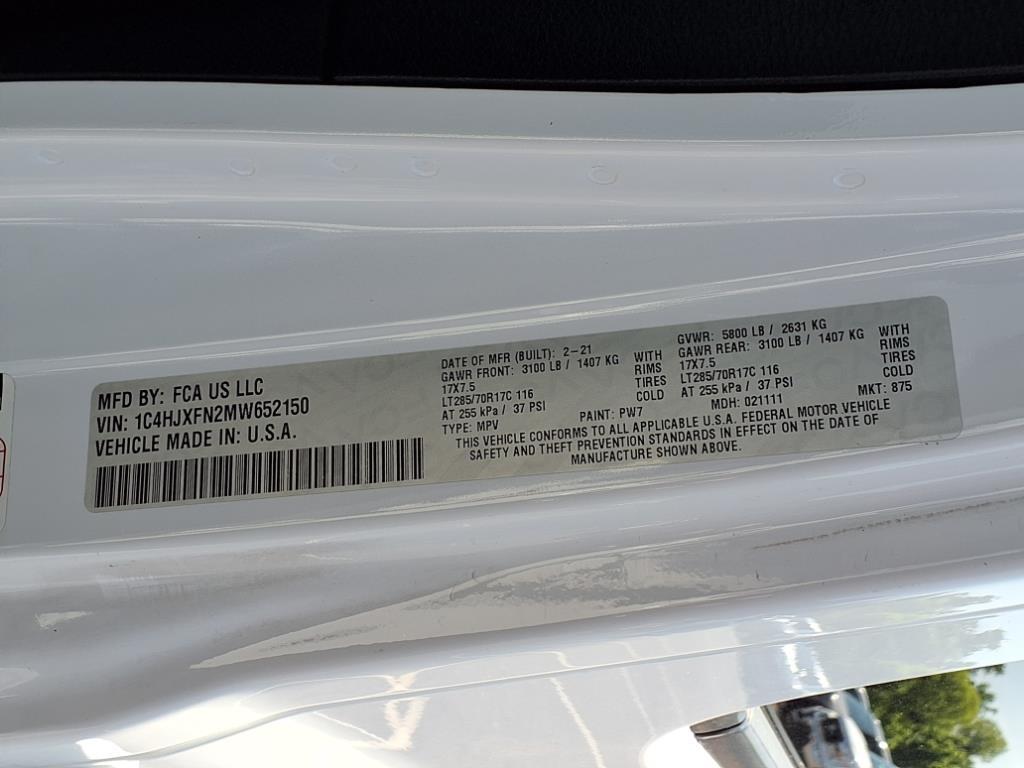 MFD BY: FCA US LLC
VIN: 1C4HJXFN2MW652150
VEHICLE MADE IN: U.S.A.
DATE OF MFR (BUILT): 2-21
GAWR FRONT: 3100 LB / 1407 KG WITH
17X7.5 RIMS
LT285/70R17C 116 TIRES
AT 255 kPa / 37 PSI COLD
TYPE: MPV
PAINT: PW7
GVWR: 5800 LB / 2631 KG
GAWR REAR: 3100 LB / 1407 KG WITH
17X7.5 RIMS
LT285/70R17C 116 TIRES
AT 255 kPa / 37 PSI COLD
MDH: 021111
MKT: 875
THIS VEHICLE CONFORMS TO ALL APPLICABLE U.S.A. FEDERAL MOTOR VEHICLE
SAFETY AND THEFT PREVENTION STANDARDS IN EFFECT ON THE DATE OF
MANUFACTURE SHOWN ABOVE.